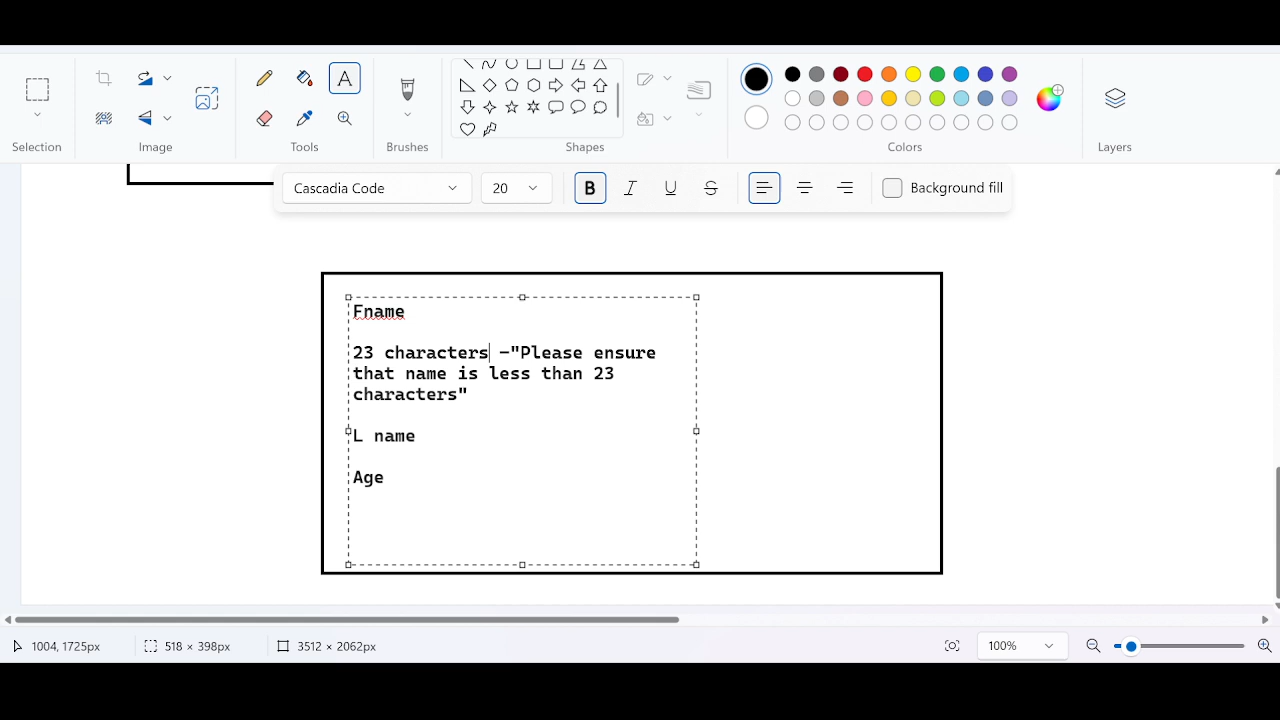 Selection
Image
Tools
Brushes
Shapes
Colors
Layers
Cascadia Code
20
B
I
U
S
Background fill
Fname
23 characters -"Please ensure
that name is less than 23
characters"
L name
Age
1004, 1725px
518 × 398px
3512 × 2062px
100%